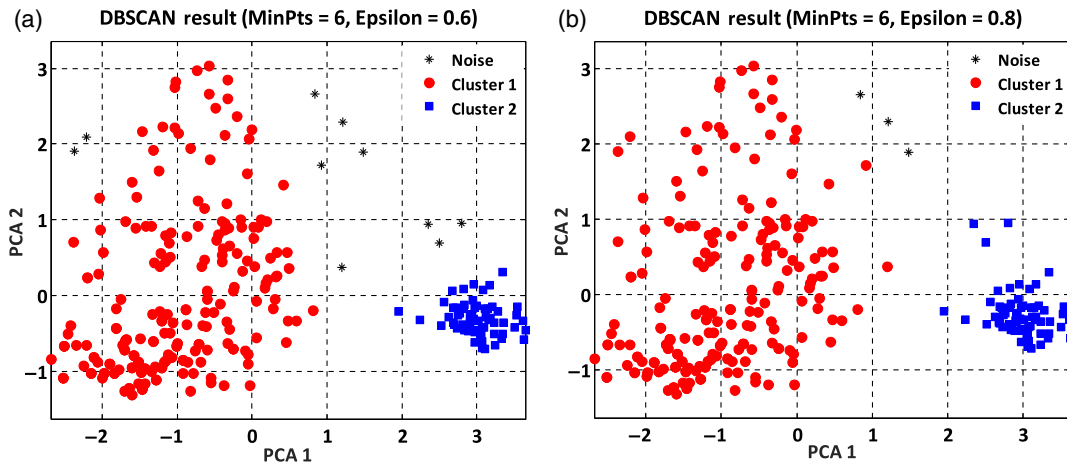 (a)
DBSCAN result (MinPts = 6, Epsilon = 0.6)
Noise
Cluster 1
Cluster 2
3
2
1
0
−1
PCA 2
−2
−1
0
1
2
3
PCA 1
(b)
DBSCAN result (MinPts = 6, Epsilon = 0.8)
Noise
Cluster 1
Cluster 2
3
2
1
0
−1
PCA 2
−2
−1
0
1
2
3
PCA 1